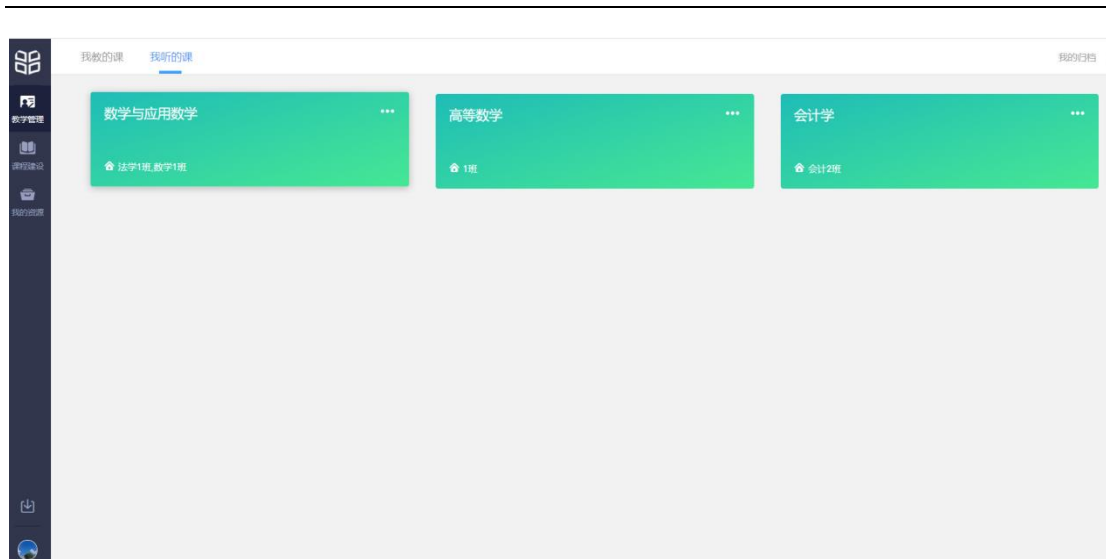 我教的课 我听的课 我的归档
教学管理
课程建设
我的资源
数学与应用数学
法学1班,数学1班
高等数学
1班
会计学
会计2班